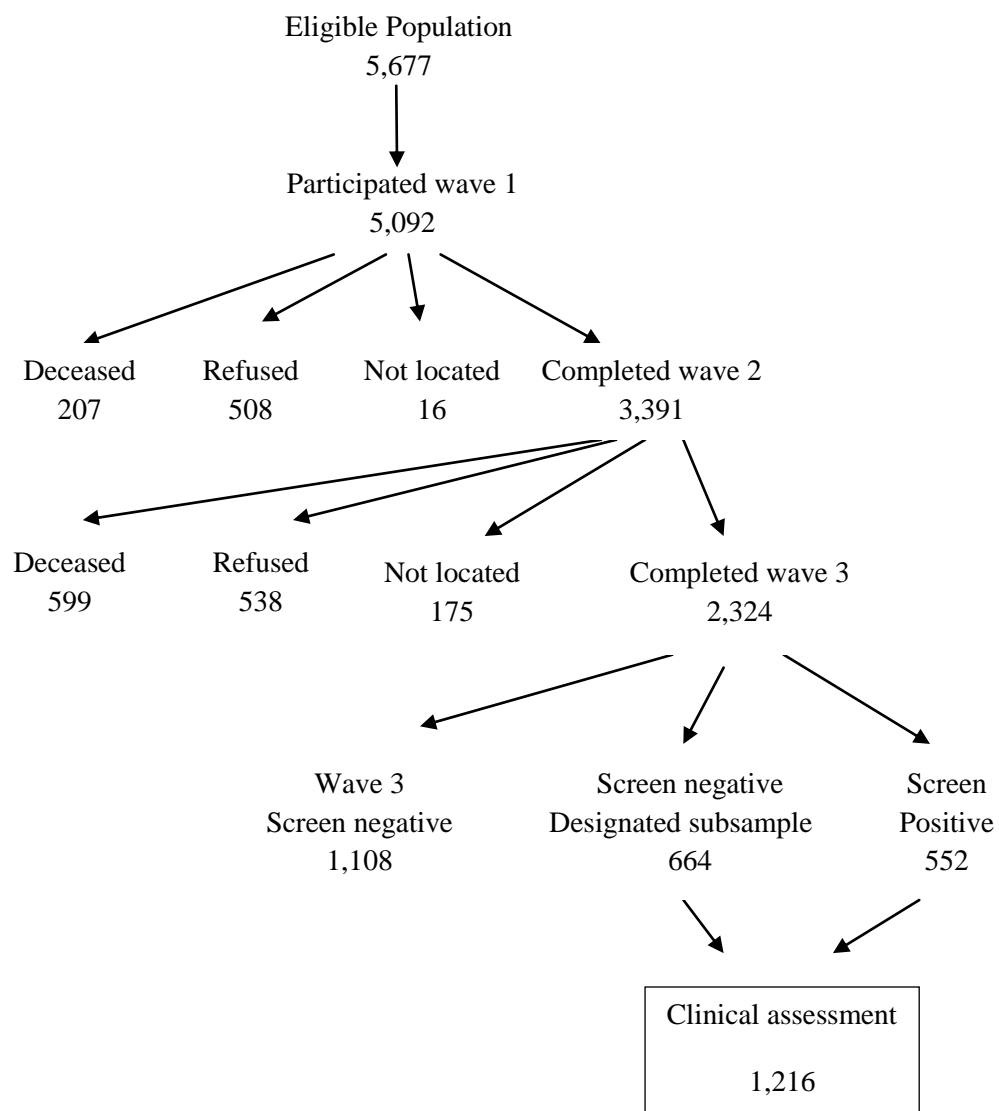 Eligible Population
5,677
Participated wave 1
5,092
Deceased
207
Refused
508
Not located
16
Completed wave 2
3,391
Deceased
599
Refused
538
Not located
175
Completed wave 3
2,324
Wave 3
Screen negative
1,108
Screen negative
Designated subsample
664
Screen
Positive
552
Clinical assessment
1,216